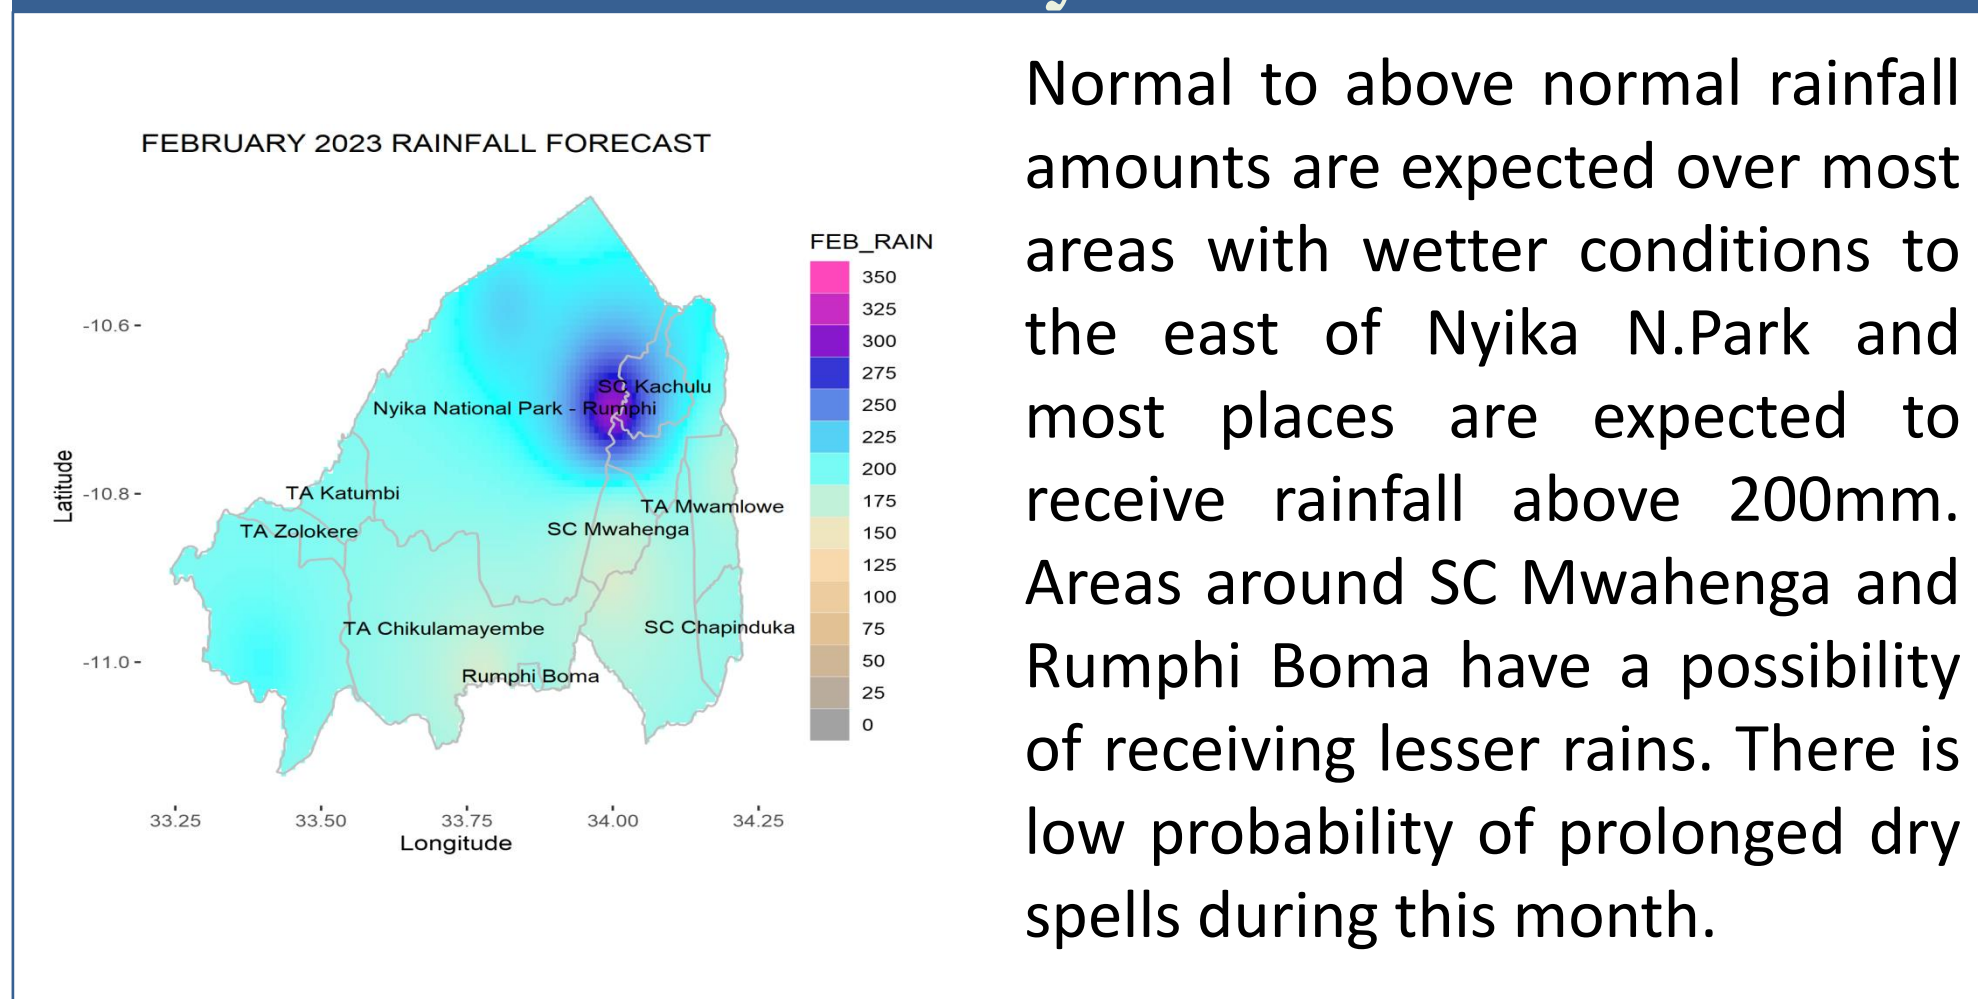 FEBRUARY 2023 RAINFALL FORECAST
FEB_RAIN
350
325
300
275
250
225
200
175
150
125
100
75
50
25
0
Latitude
-10.6
-10.8
-11.0
SC Kachulu
Nyika National Park - Rumphi
TA Katumbi
TA Mwamlowe
TA Zolokere
SC Mwahenga
TA Chikulamayembe
SC Chapinduka
Rumphi Boma
33.25
33.50
33.75
34.00
34.25
Longitude
Normal to above normal rainfall
amounts are expected over most
areas with wetter conditions to
the east of Nyika N.Park and
most places are expected to
receive rainfall above 200mm.
Areas around SC Mwahenga and
Rumphi Boma have a possibility
of receiving lesser rains. There is
low probability of prolonged dry
spells during this month.